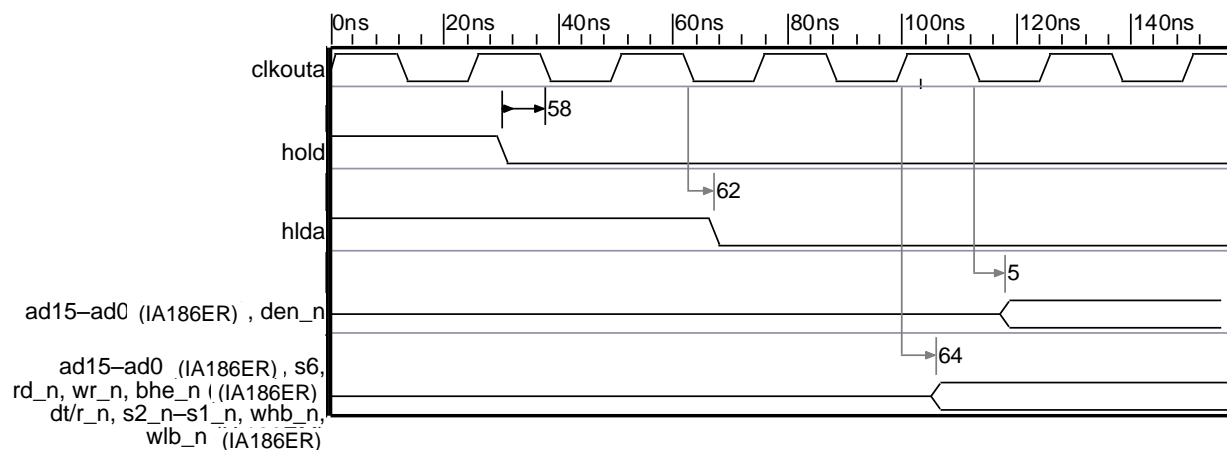 0ns 20ns 40ns 60ns 80ns 100ns 120ns 140ns
clkouta
58
hold
62
hlda
5
ad15–ad0 (IA186ER) , den_n
64
ad15–ad0 (IA186ER) , s6,
rd_n, wr_n, bhe_n ( (IA186ER)
dt/r_n, s2_n–s1_n, whb_n,
wlb_n (IA186ER)